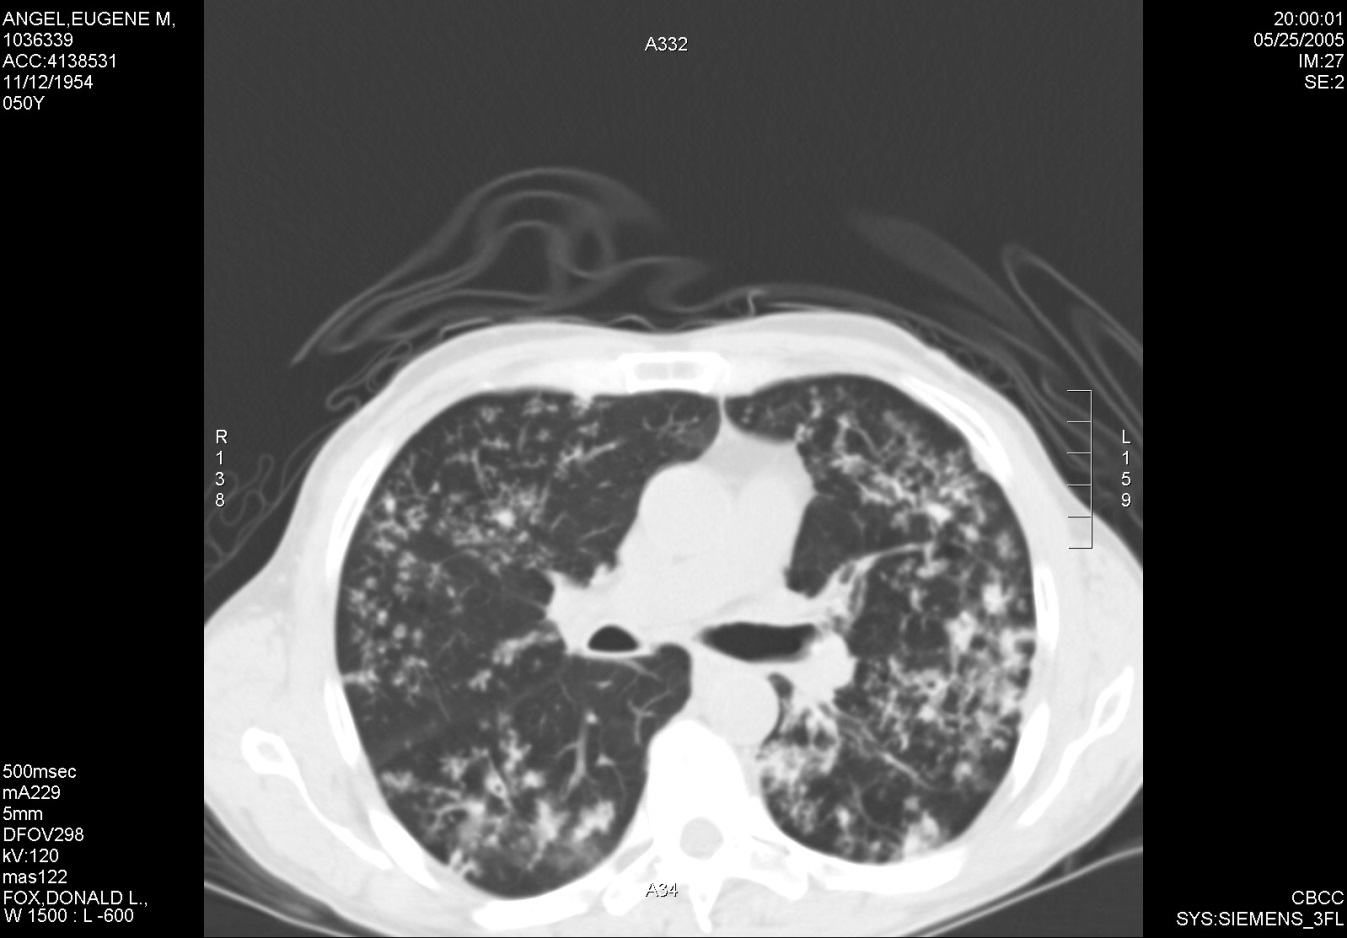 ANGEL,EUGENE M,
1036339
ACC:4138531
11/12/1954
050Y
A332
20:00:01
05/25/2005
IM:27
SE:2
R
1
3
8
L
1
5
9
500msec
mA229
5mm
DFOV298
kV:120
mas122
FOX,DONALD L.,
W 1500 : L -600
A34
CBCC
SYS:SIEMENS_3FL